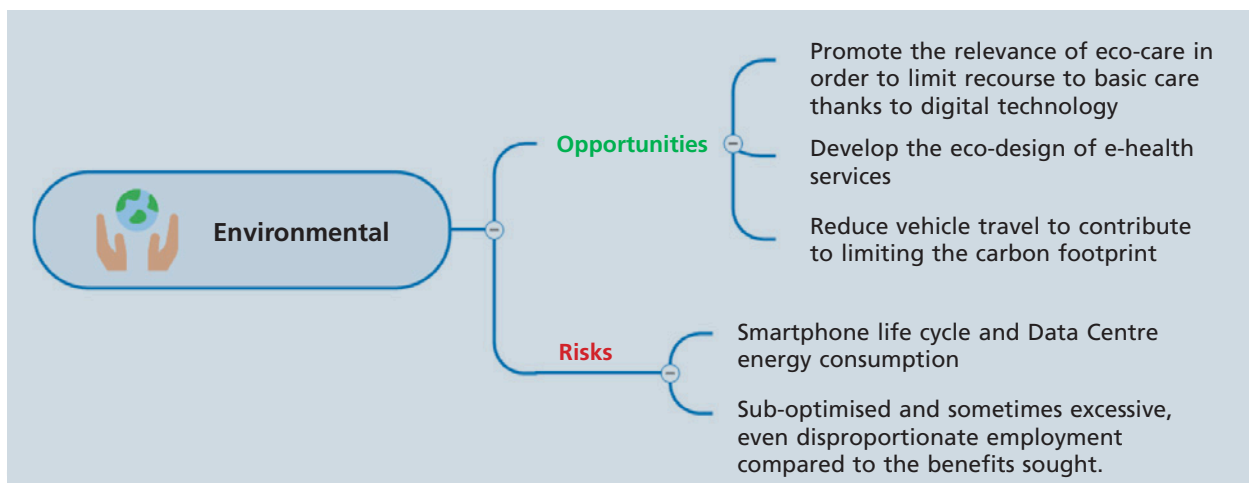 Environmental
Opportunities
Promote the relevance of eco-care in
order to limit recourse to basic care
thanks to digital technology
Develop the eco-design of e-health
services
Reduce vehicle travel to contribute
to limiting the carbon footprint
Risks
Smartphone life cycle and Data Centre
energy consumption
Sub-optimised and sometimes excessive,
even disproportionate employment
compared to the benefits sought.